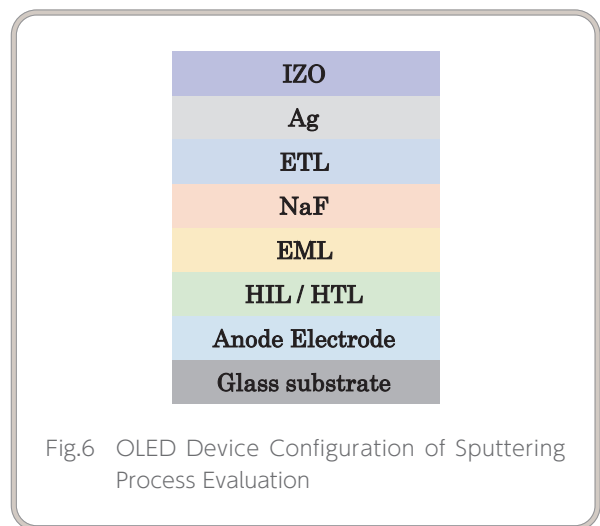 IZO
Ag
ETL
NaF
EML
HIL / HTL
Anode Electrode
Glass substrate
Fig.6 OLED Device Configuration of Sputtering
Process Evaluation